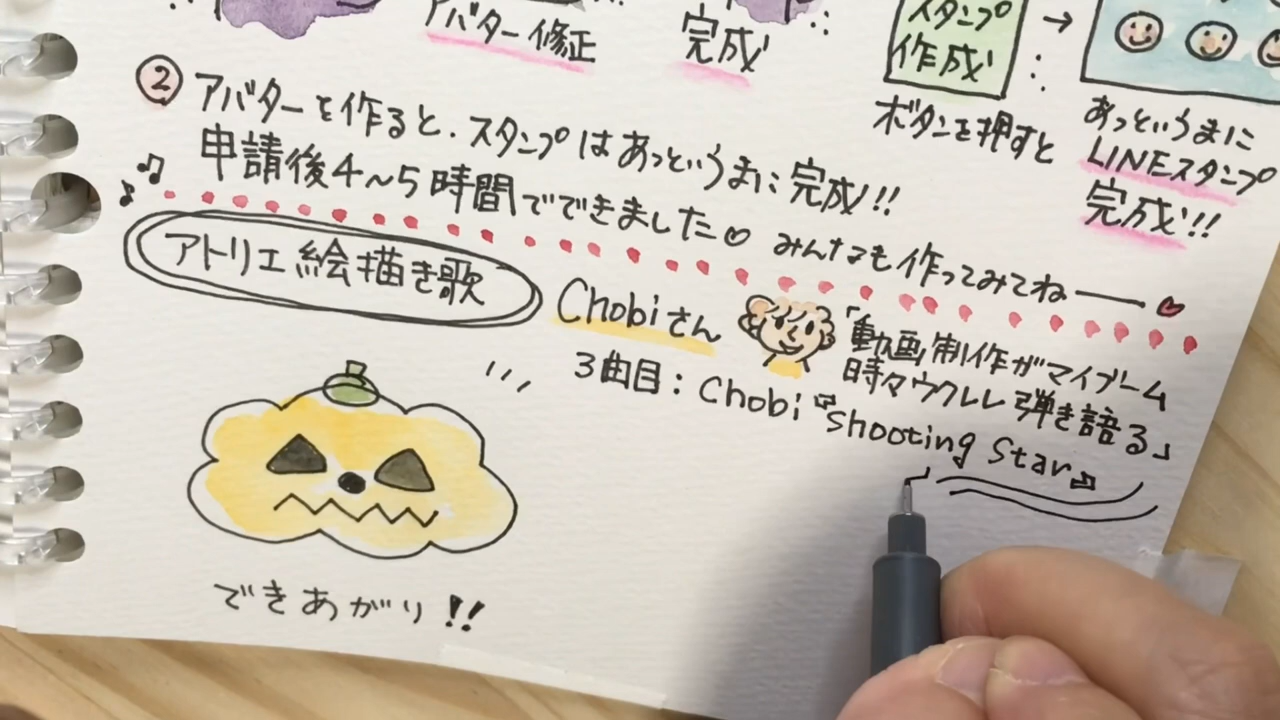 アバター修正
完成
スタンプ
作成
→
ボタンを押すと
あっというまに
LINEスタンプ
完成!!
② アバターを作ると、スタンプはあっというまに完成!!
申請後4〜5時間でできました♡ みんなも作ってみてねー
アトリエ絵描き歌
Chobiさん
「動画制作がマイブーム
時々ウクレレ弾き語る」
3曲目:Chobi『Shooting Star』
できあがり!!